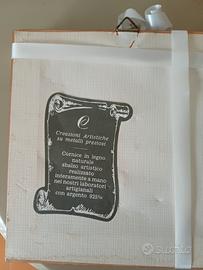 e
Creazioni Artistiche
su metalli preziosi
Cornice in legno
naturale
sbalzo artistico
realizzato
interamente a mano
nei nostri laboratori
artigianali
con argento 925‰
subito